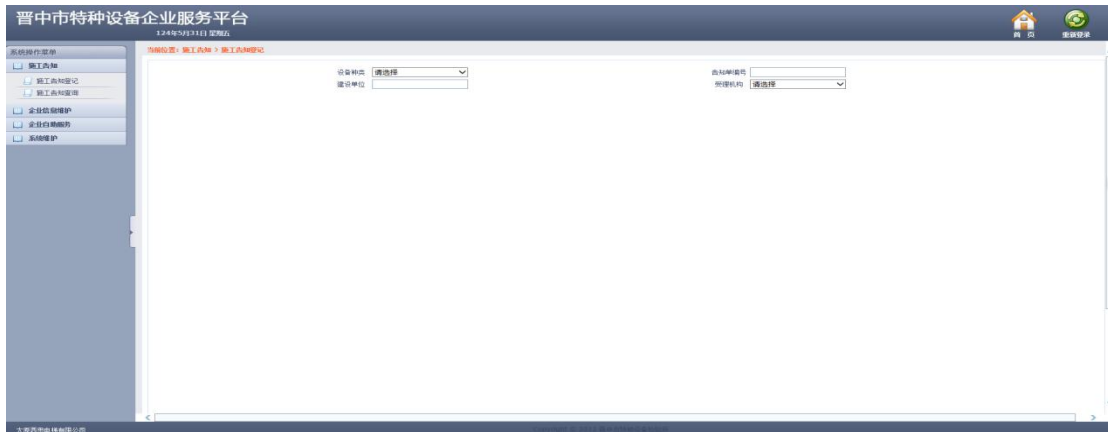 晋中市特种设备企业服务平台
124年5月31日 星期五
首 页
重新登录
系统操作菜单
当前位置：施工告知 > 施工告知登记
施工告知
施工告知登记
施工告知查询
企业信息维护
企业自助服务
系统维护
设备种类 请选择
告知单编号
建设单位
受理机构 请选择